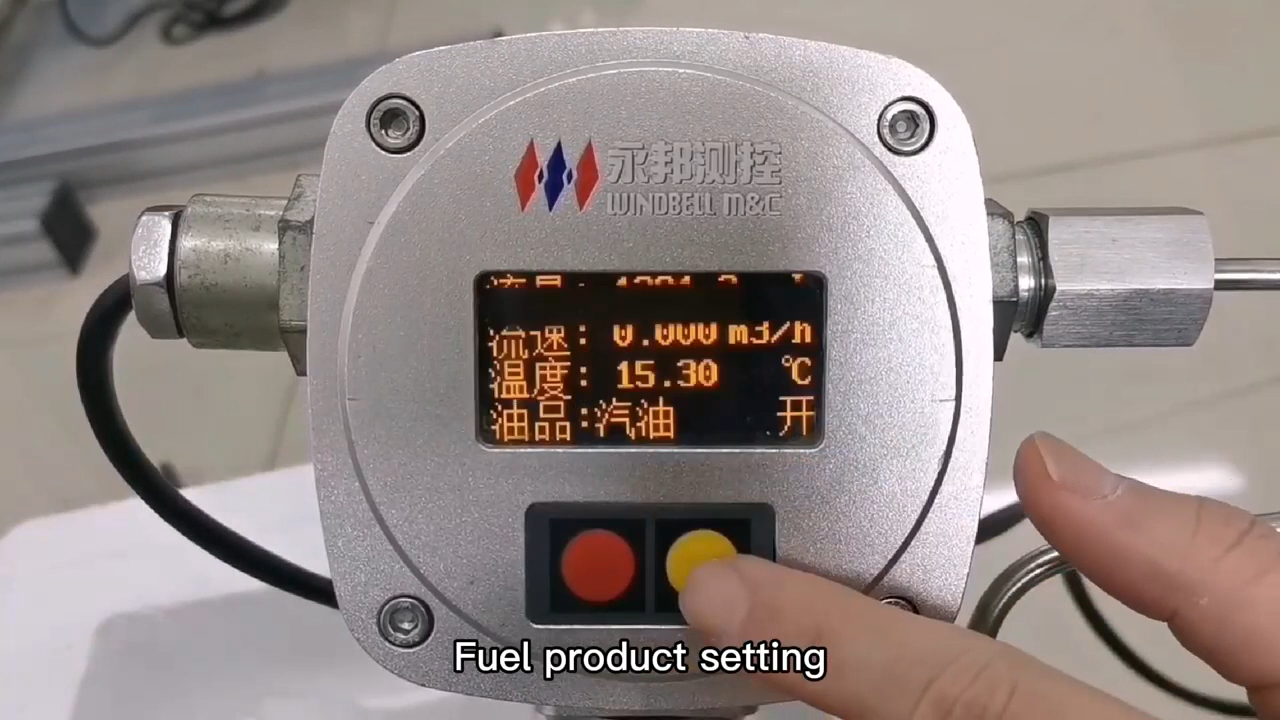 永邦测控
WINDBELL M&C
流速: 0.000 m3/h
温度: 15.30 ℃
油品:汽油 开
Fuel product setting